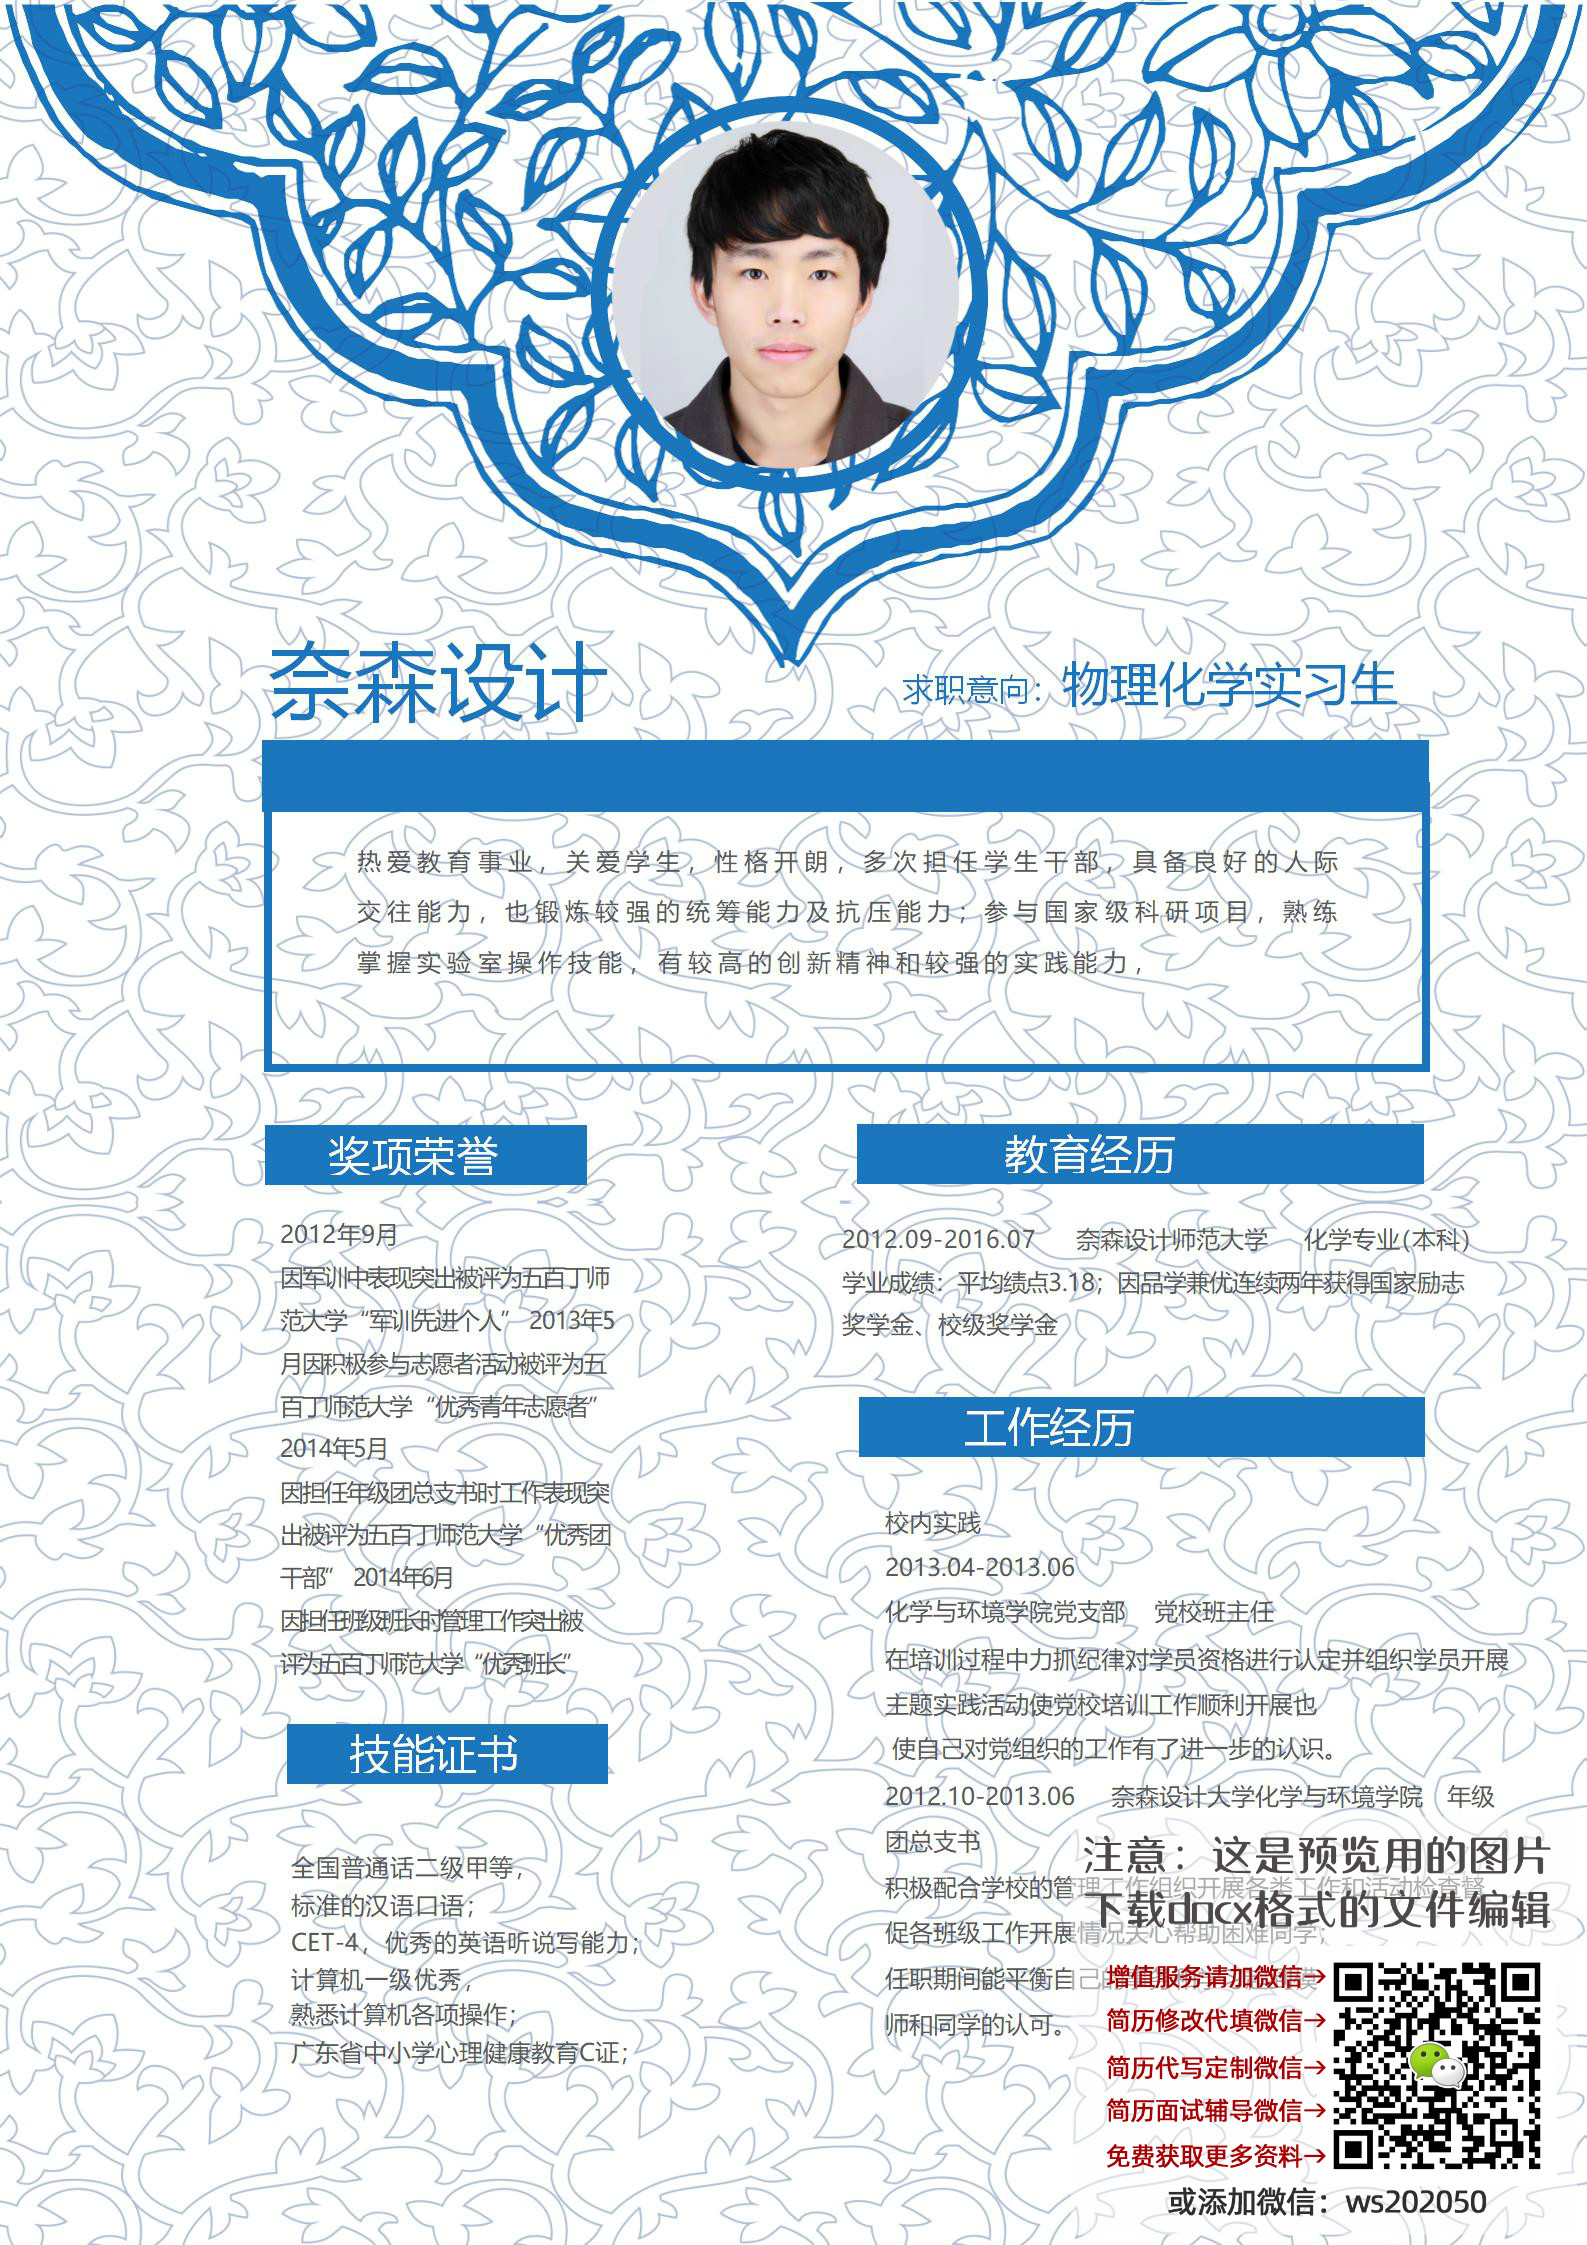 奈森设计
求职意向：物理化学实习生
热爱教育事业，关爱学生，性格开朗，多次担任学生干部，具备良好的人际
交往能力，也锻炼较强的统筹能力及抗压能力；参与国家级科研项目，熟练
掌握实验室操作技能，有较高的创新精神和较强的实践能力，
奖项荣誉
2012年9月
因军训中表现突出被评为五百丁师
范大学“军训先进个人” 2013年5
月因积极参与志愿者活动被评为五
百丁师范大学“优秀青年志愿者”
2014年5月
因担任年级团总支书时工作表现突
出被评为五百丁师范大学“优秀团
干部” 2014年6月
因担任班级班长时管理工作突出被
评为五百丁师范大学“优秀班长”
技能证书
全国普通话二级甲等，
标准的汉语口语；
CET-4，优秀的英语听说写能力；
计算机一级优秀，
熟悉计算机各项操作；
广东省中小学心理健康教育C证；
教育经历
2012.09-2016.07 奈森设计师范大学 化学专业(本科)
学业成绩：平均绩点3.18；因品学兼优连续两年获得国家励志
奖学金、校级奖学金
工作经历
校内实践
2013.04-2013.06
化学与环境学院党支部 党校班主任
在培训过程中力抓纪律对学员资格进行认定并组织学员开展
主题实践活动使党校培训工作顺利开展也
使自己对党组织的工作有了进一步的认识。
2012.10-2013.06 奈森设计大学化学与环境学院 年级
团总支书
积极配合学校的管理工作组织开展各类工作和活动检查督
促各班级工作开展情况关心帮助困难同学；
任职期间能平衡自己的
师和同学的认可。
注意：这是预览用的图片
下载docx格式的文件编辑
增值服务请加微信→
简历修改代填微信→
简历代写定制微信→
简历面试辅导微信→
免费获取更多资料→
或添加微信：ws202050